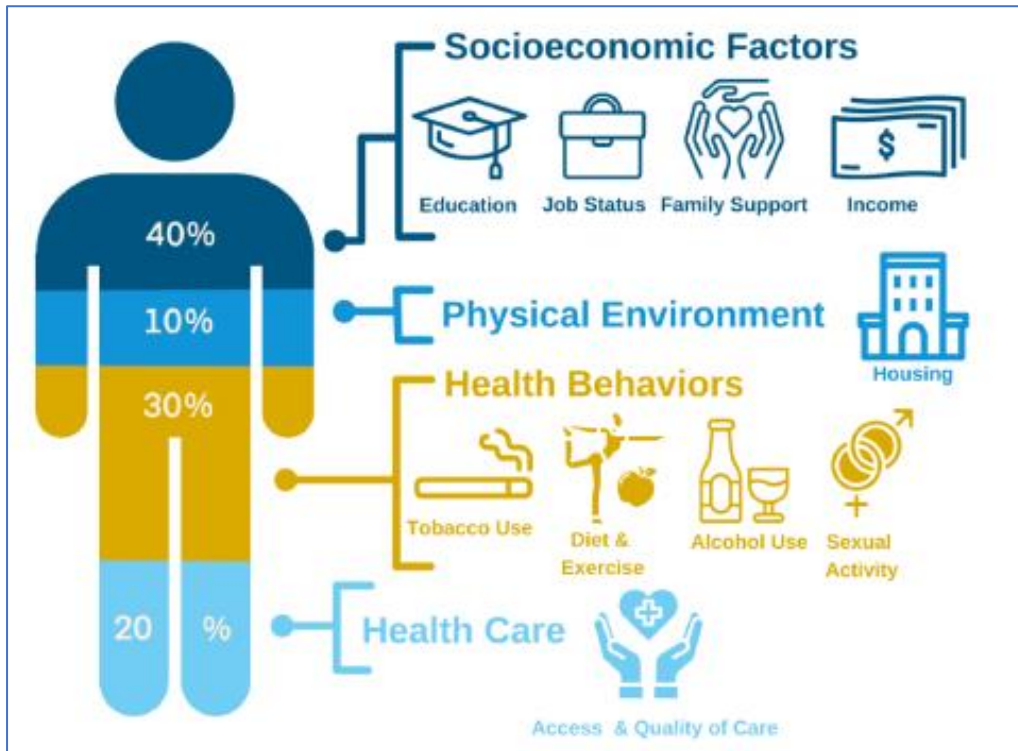 Socioeconomic Factors
$
Education Job Status Family Support Income
40%
10%
Physical Environment
Housing
30%
Health Behaviors
Tobacco Use
Diet &
Exercise
Alcohol Use
Sexual
Activity
20 %
Health Care
Access & Quality of Care